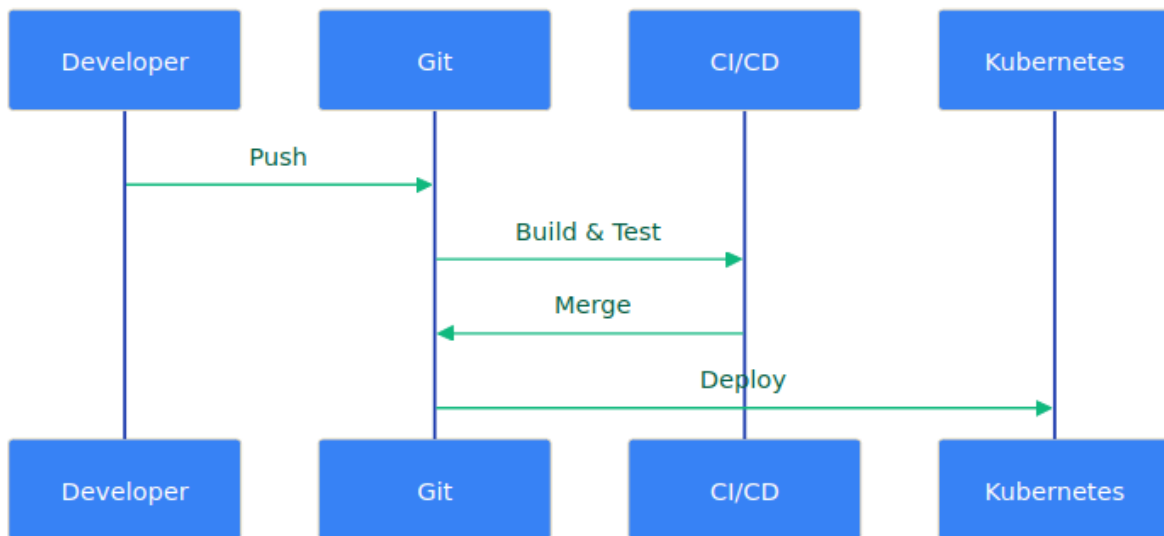 Developer
Git
CI/CD
Kubernetes
Push
Build & Test
Merge
Deploy
Developer
Git
CI/CD
Kubernetes